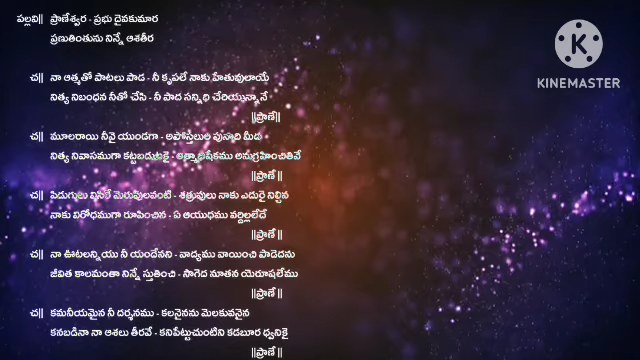 పల్లవి|| ప్రాణేశ్వర - ప్రభు దైవకుమార
ప్రణుతింతును నిన్నే ఆశతీర
చ|| నా ఆత్మతో పాటలు పాడ - నీ కృపలే నాకు హేతువులాయే
నిత్య నిబంధన నీతో చేసి - నీ పాద సన్నిధి చేరియున్నానే
||ప్రాణే||
చ|| మూలరాయి నీవై యుండగా - అపోస్తలుల పునాది మీద
నిత్య నివాసముగా కట్టబడుటకై - ఆత్మాభిషేకము అనుగ్రహించితివే
||ప్రాణే ||
చ|| పిడుగులు విసిరే మెరుపులవంటి - శత్రువులు నాకు ఎదురై నిల్చిన
నాకు విరోధముగా రూపించిన - ఏ ఆయుధము వర్దిల్లలేదే
||ప్రాణే ||
చ|| నా ఊటలన్నియు నీ యందేనని - వాద్యము వాయించి పాడెదను
జీవిత కాలమంతా నిన్నే స్తుతించి - సాగెద నూతన యెరూషలేము
||ప్రాణే ||
చ|| కమనీయమైన నీ దర్శనము - కలనైనను మెలకువనైన
కనబడినా నా ఆశలు తీరవే - కనిపేట్టుచుంటిని కడబూర ధ్వనికై
||ప్రాణే ||
KINEMASTER